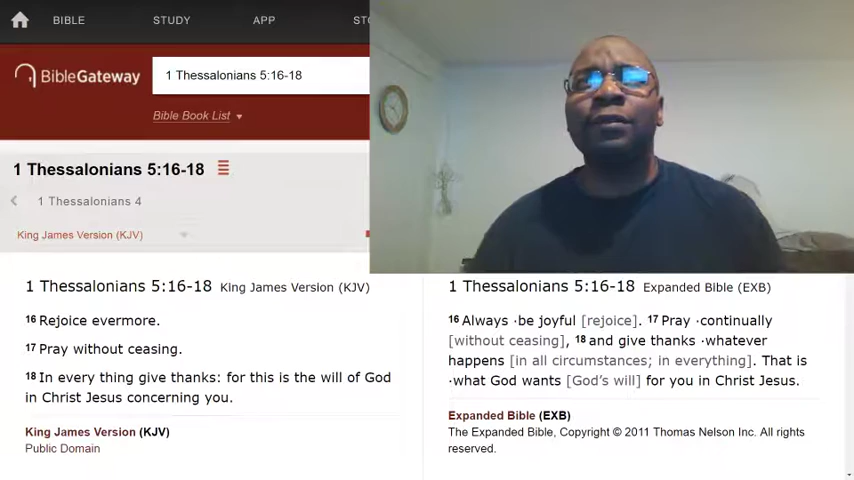 BIBLE STUDY APP STO
BibleGateway
1 Thessalonians 5:16-18
Bible Book List
1 Thessalonians 5:16-18
1 Thessalonians 4
King James Version (KJV)
1 Thessalonians 5:16-18 King James Version (KJV)
16 Rejoice evermore.
17 Pray without ceasing.
18 In every thing give thanks: for this is the will of God
in Christ Jesus concerning you.
King James Version (KJV)
Public Domain
1 Thessalonians 5:16-18 Expanded Bible (EXB)
16 Always ·be joyful [rejoice]. 17 Pray ·continually
[without ceasing], 18 and give thanks ·whatever
happens [in all circumstances; in everything]. That is
·what God wants [God’s will] for you in Christ Jesus.
Expanded Bible (EXB)
The Expanded Bible, Copyright © 2011 Thomas Nelson Inc. All rights
reserved.